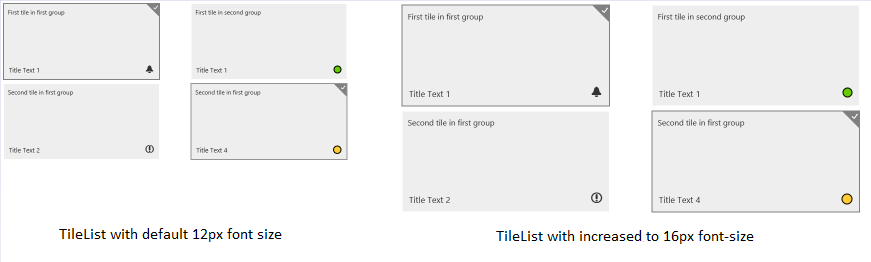 First tile in first group
Title Text 1
First tile in second group
Title Text 1
Second tile in first group
Title Text 2
Second tile in first group
Title Text 4
TileList with default 12px font size
First tile in first group
Title Text 1
First tile in second group
Title Text 1
Second tile in first group
Title Text 2
Second tile in first group
Title Text 4
TileList with increased to 16px font-size